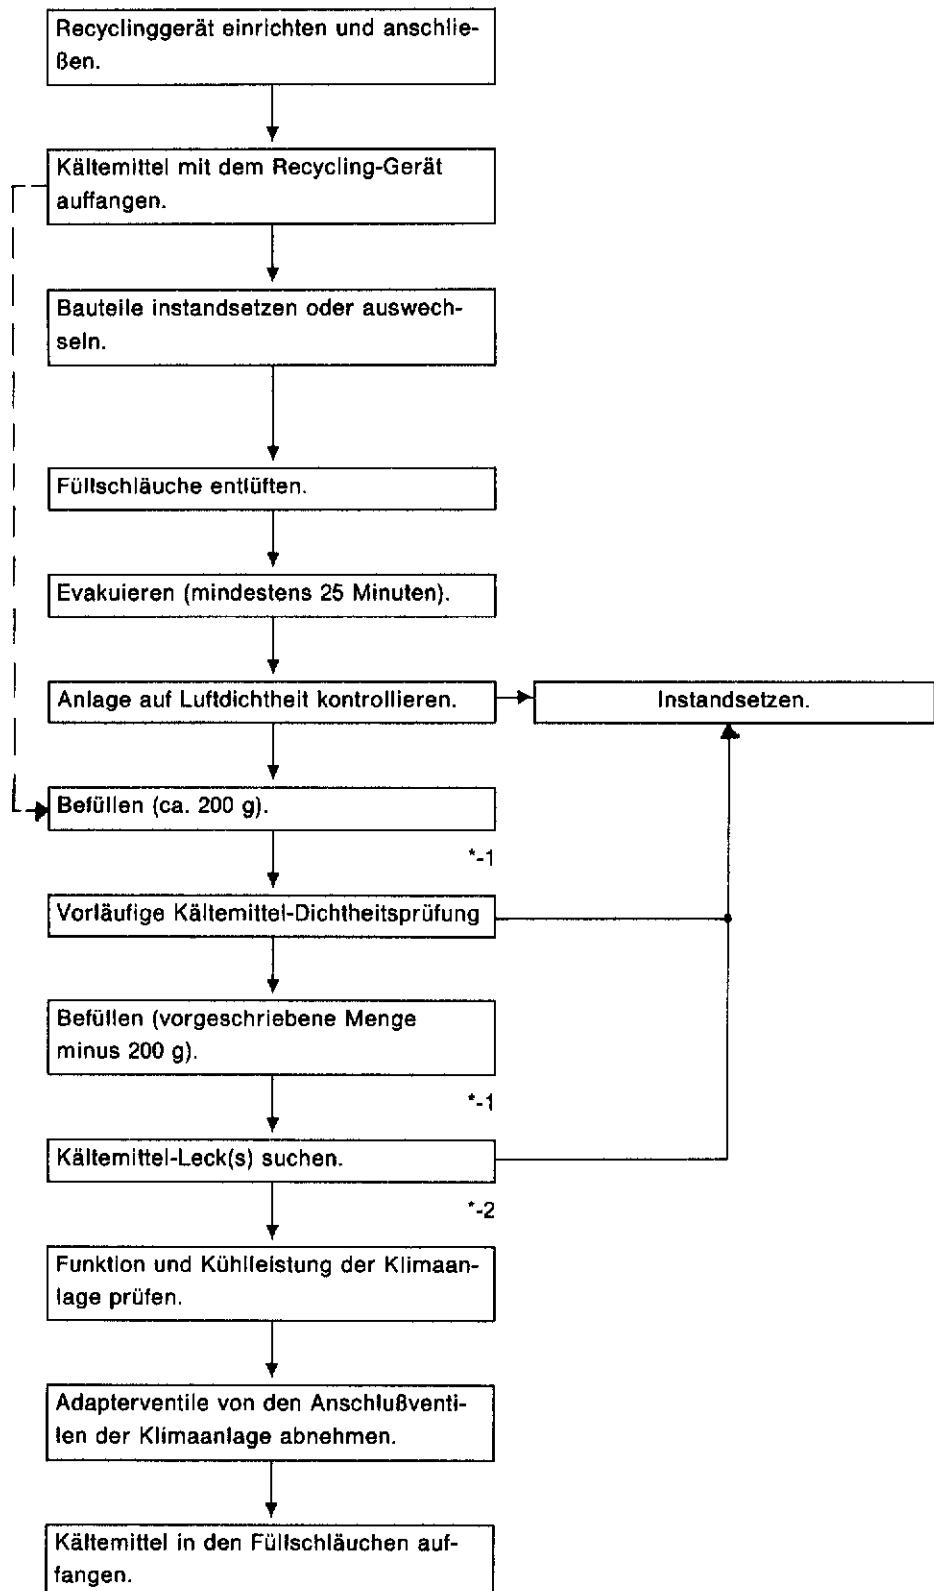 Recyclinggerät einrichten und anschlie-
ßen.
Kältemittel mit dem Recycling-Gerät
auffangen.
Bauteile instandsetzen oder auswech-
seln.
Füllschläuche entlüften.
Evakuieren (mindestens 25 Minuten).
Anlage auf Luftdichtheit kontrollieren.
Instandsetzen.
Befüllen (ca. 200 g).
*-1
Vorläufige Kältemittel-Dichtheitsprüfung
Befüllen (vorgeschriebene Menge
minus 200 g).
*-1
Kältemittel-Leck(s) suchen.
*-2
Funktion und Kühlleistung der Klimaan-
lage prüfen.
Adapterventile von den Anschlußventi-
len der Klimaanlage abnehmen.
Kältemittel in den Füllschläuchen auf-
fangen.